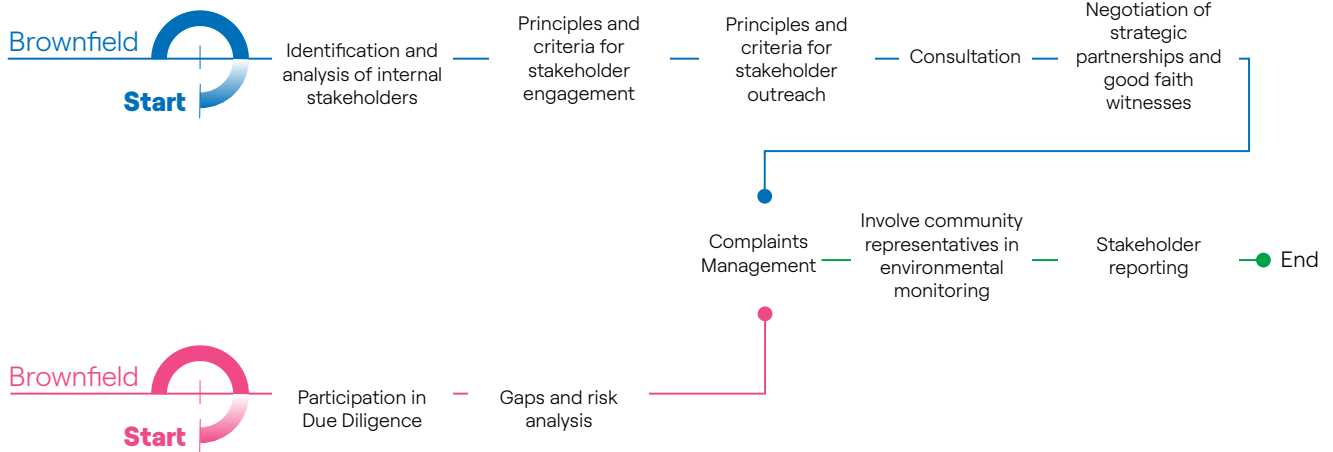 Brownfield
Start
Identification and
analysis of internal
stakeholders
Principles and
criteria for
stakeholder
engagement
Principles and
criteria for
stakeholder
outreach
Consultation
Negotiation of
strategic
partnerships and
good faith
witnesses
Complaints
Management
Involve community
representatives in
environmental
monitoring
Stakeholder
reporting
End
Brownfield
Start
Participation in
Due Diligence
Gaps and risk
analysis